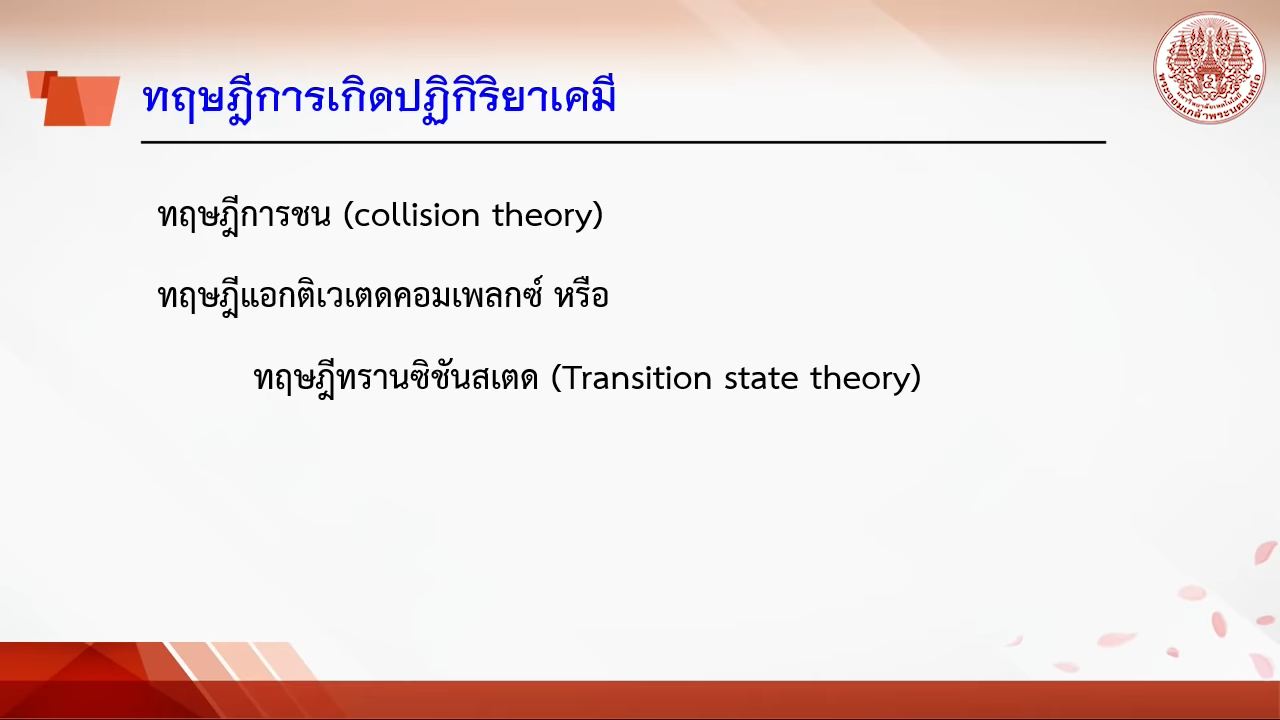 ทฤษฎีการเกิดปฏิกิริยาเคมี
ทฤษฎีการชน (collision theory)
ทฤษฎีแอกติเวเตดคอมเพลกซ์ หรือ
ทฤษฎีทรานซิชันสเตด (Transition state theory)